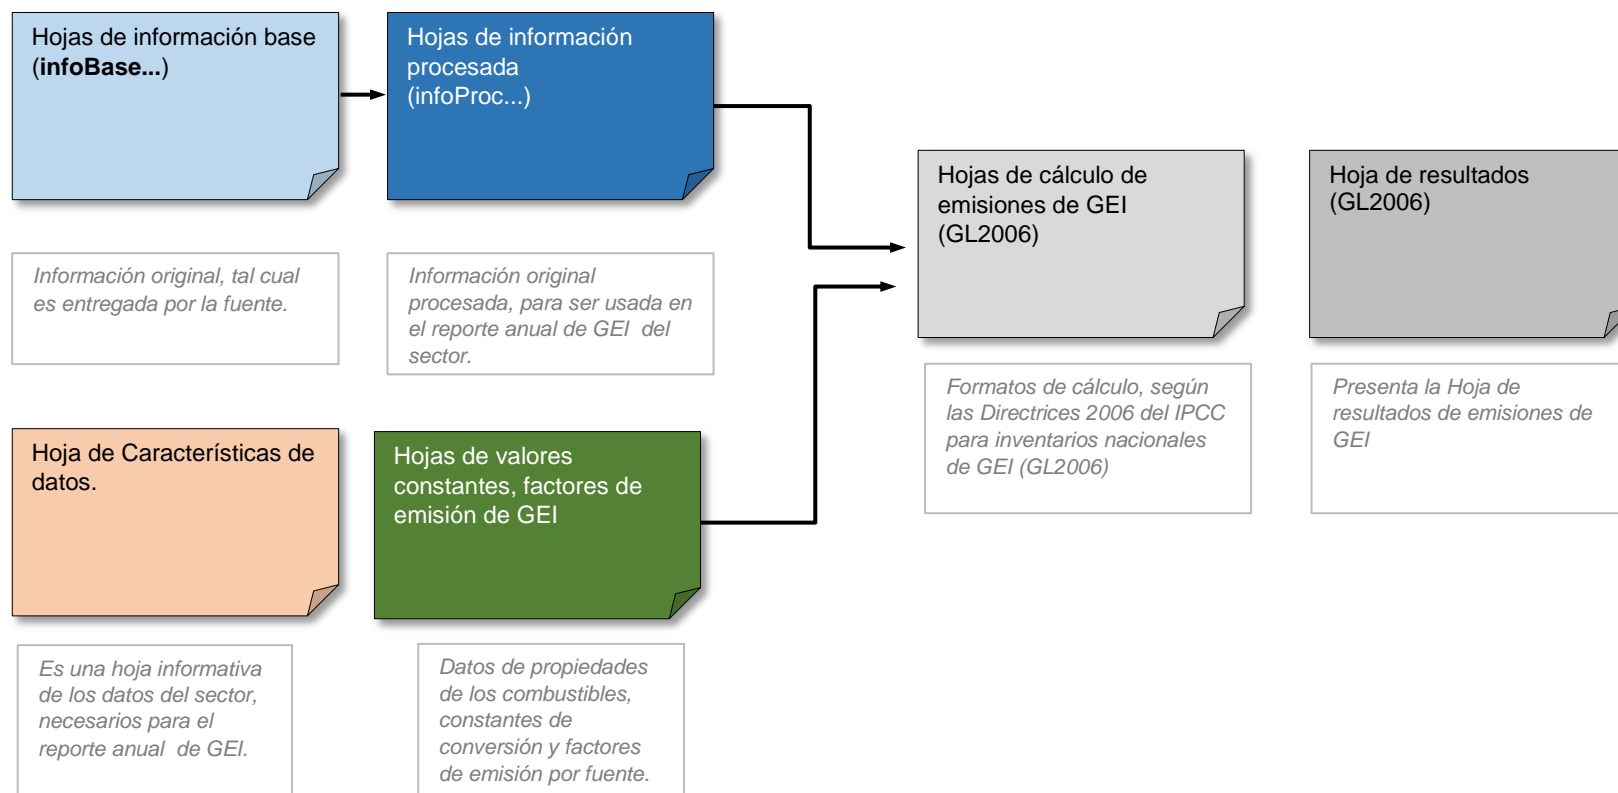 Hojas de información base
(infoBase...)
Hojas de información
procesada
(infoProc...)
Hojas de cálculo de
emisiones de GEI
(GL2006)
Hoja de resultados
(GL2006)
Información original, tal cual
es entregada por la fuente.
Información original
procesada, para ser usada en
el reporte anual de GEI  del
sector.
Formatos de cálculo, según
las Directrices 2006 del IPCC
para inventarios nacionales
de GEI (GL2006)
Presenta la Hoja de
resultados de emisiones de
GEI
Hoja de Características de
datos.
Hojas de valores
constantes, factores de
emisión de GEI
Es una hoja informativa
de los datos del sector,
necesarios para el
reporte anual  de GEI.
Datos de propiedades
de los combustibles,
constantes de
conversión y factores
de emisión por fuente.